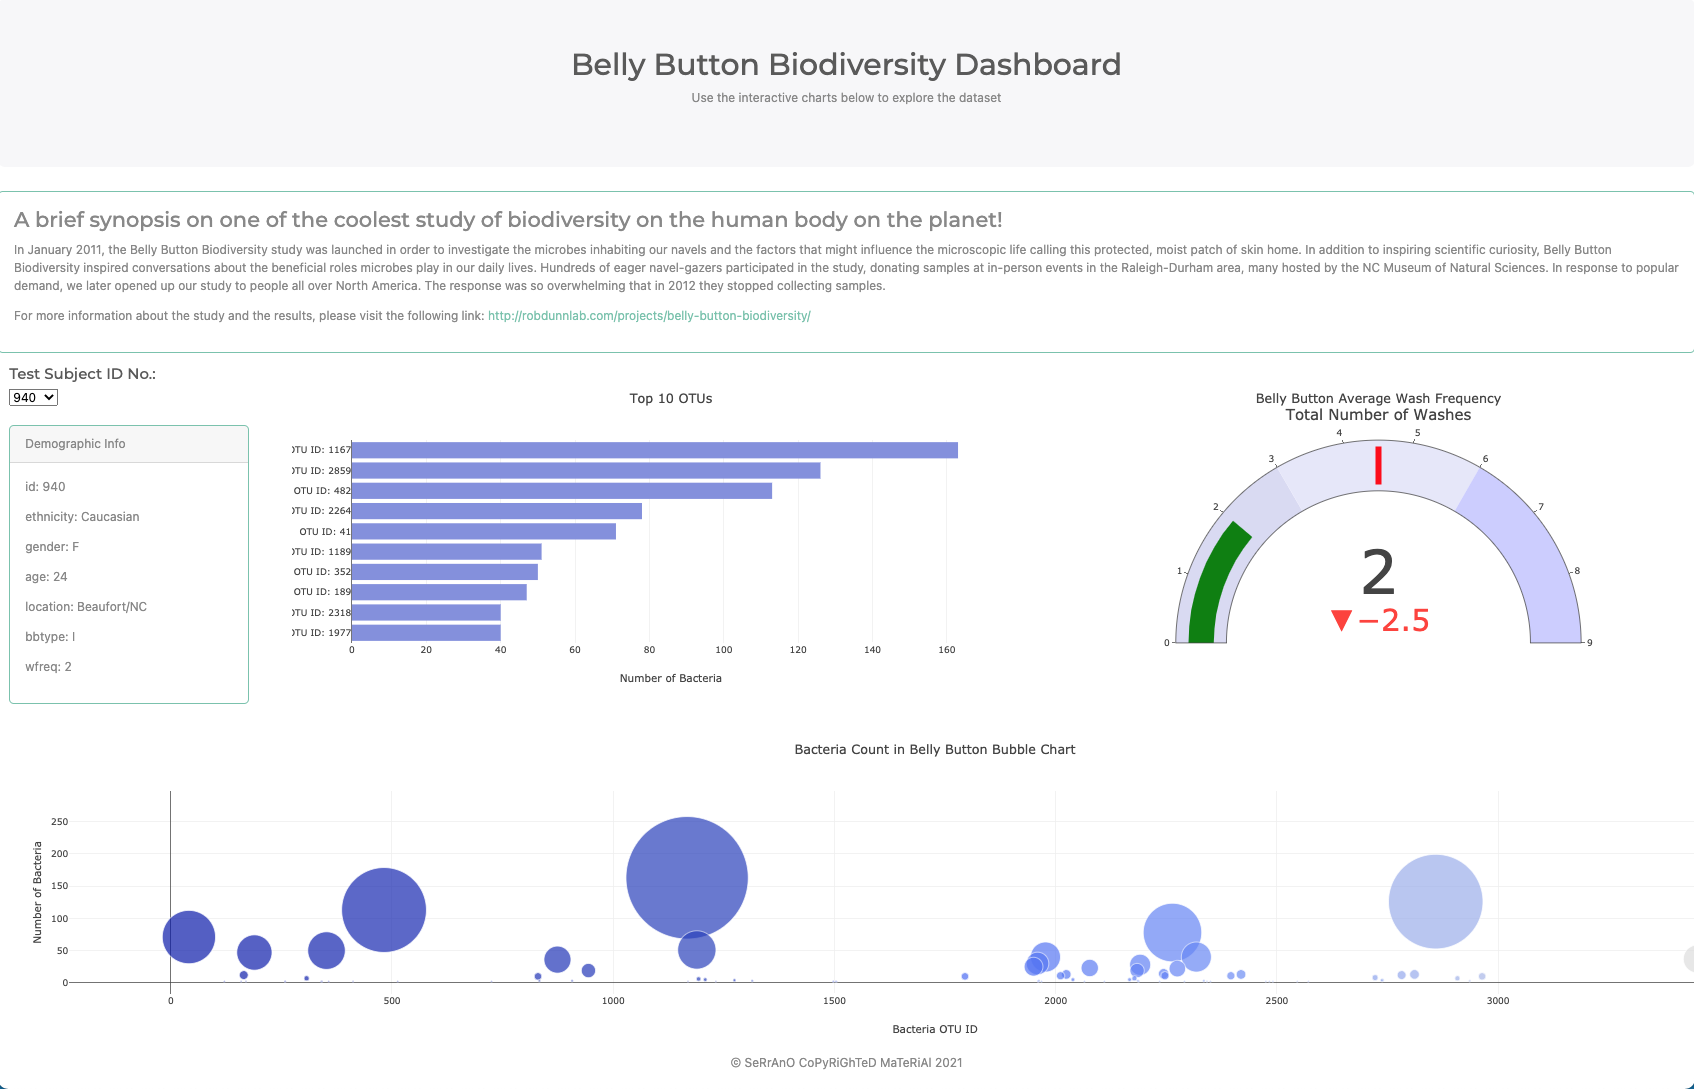 Belly Button Biodiversity Dashboard
Use the interactive charts below to explore the dataset
A brief synopsis on one of the coolest study of biodiversity on the human body on the planet!
In January 2011, the Belly Button Biodiversity study was launched in order to investigate the microbes inhabiting our navels and the factors that might influence the microscopic life calling this protected, moist patch of skin home. In addition to inspiring scientific curiosity, Belly Button
Biodiversity inspired conversations about the beneficial roles microbes play in our daily lives. Hundreds of eager navel-gazers participated in the study, donating samples at in-person events in the Raleigh-Durham area, many hosted by the NC Museum of Natural Sciences. In response to popular
demand, we later opened up our study to people all over North America. The response was so overwhelming that in 2012 they stopped collecting samples.
For more information about the study and the results, please visit the following link: http://robdunnlab.com/projects/belly-button-biodiversity/
Test Subject ID No.:
940
Demographic Info
id: 940
ethnicity: Caucasian
gender: F
age: 24
location: Beaufort/NC
bbtype: I
wfreq: 2
Top 10 OTUs
OTU ID: 1167
OTU ID: 2859
OTU ID: 482
OTU ID: 2264
OTU ID: 41
OTU ID: 1189
OTU ID: 352
OTU ID: 189
OTU ID: 2318
OTU ID: 1977
0 20 40 60 80 100 120 140 160
Number of Bacteria
Belly Button Average Wash Frequency
Total Number of Washes
0 1 2 3 4 5 6 7 8 9
2
▼−2.5
Bacteria Count in Belly Button Bubble Chart
Number of Bacteria
250
200
150
100
50
0
0 500 1000 1500 2000 2500 3000
Bacteria OTU ID
© SeRrAnO CoPyRiGhTeD MaTeRiAl 2021